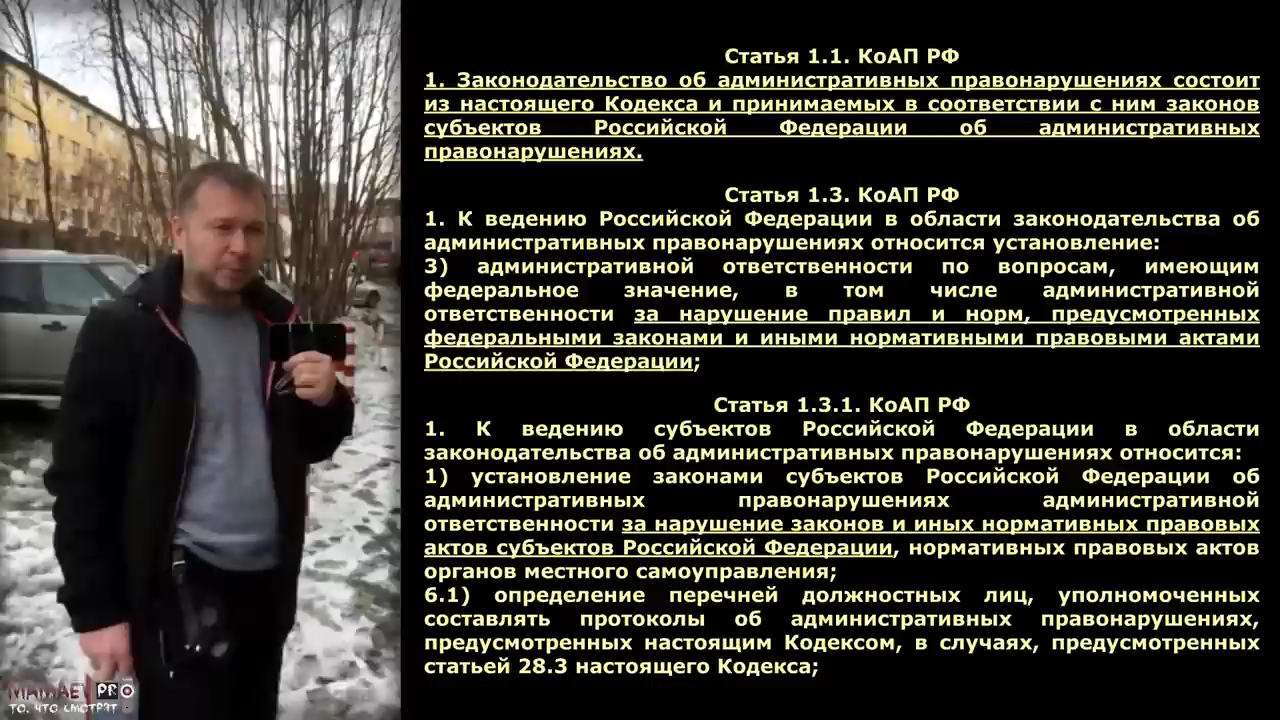 Статья 1.1. КоАП РФ
1. Законодательство об административных правонарушениях состоит
из настоящего Кодекса и принимаемых в соответствии с ним законов
субъектов Российской Федерации об административных
правонарушениях.
Статья 1.3. КоАП РФ
1. К ведению Российской Федерации в области законодательства об
административных правонарушениях относится установление:
3) административной ответственности по вопросам, имеющим
федеральное значение, в том числе административной
ответственности за нарушение правил и норм, предусмотренных
федеральными законами и иными нормативными правовыми актами
Российской Федерации;
Статья 1.3.1. КоАП РФ
1. К ведению субъектов Российской Федерации в области
законодательства об административных правонарушениях относится:
1) установление законами субъектов Российской Федерации об
административных правонарушениях административной
ответственности за нарушение законов и иных нормативных правовых
актов субъектов Российской Федерации, нормативных правовых актов
органов местного самоуправления;
6.1) определение перечней должностных лиц, уполномоченных
составлять протоколы об административных правонарушениях,
предусмотренных настоящим Кодексом, в случаях, предусмотренных
статьей 28.3 настоящего Кодекса;
MAMAEV PRO
ТО, ЧТО СМОТРЯТ